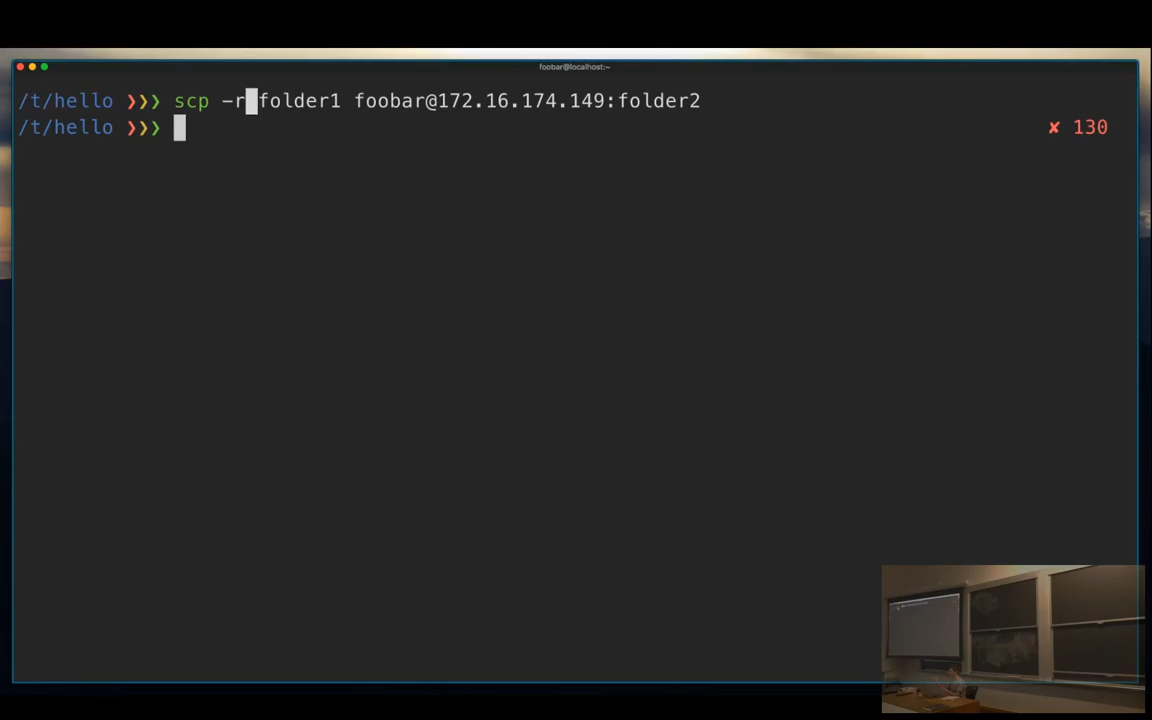 foobar@localhost:~
/t/hello ❯❯❯ scp -r folder1 foobar@172.16.174.149:folder2
/t/hello ❯❯❯ ✘ 130